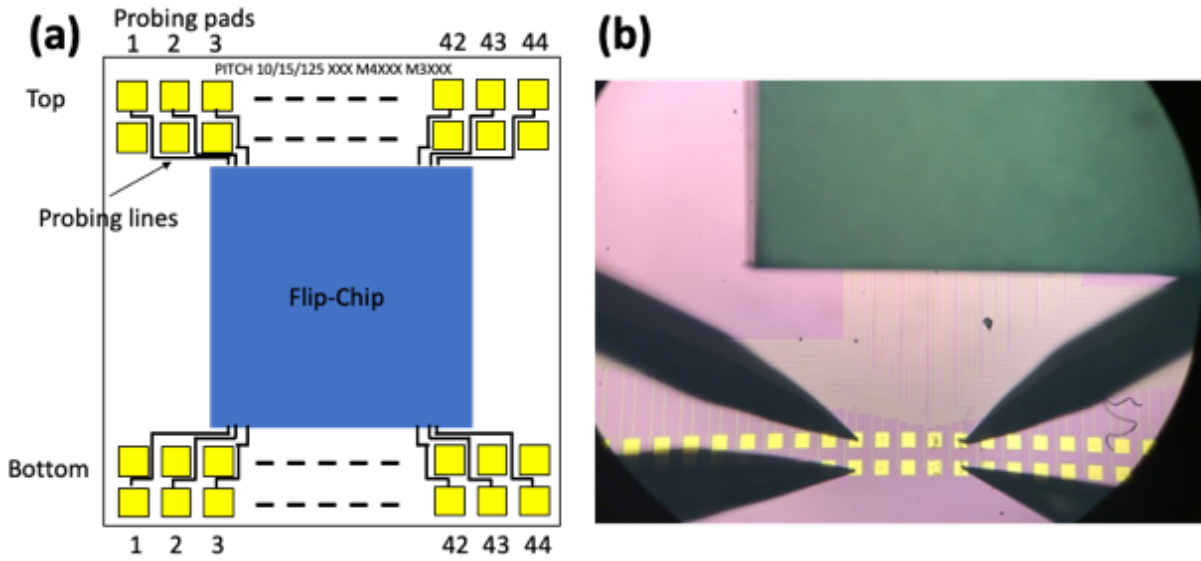 (a)
Probing pads
1 2 3 42 43 44
PITCH 10/15/125 XXX M4XXX M3XXX
Top
Probing lines
Flip-Chip
Bottom
1 2 3 42 43 44
(b)